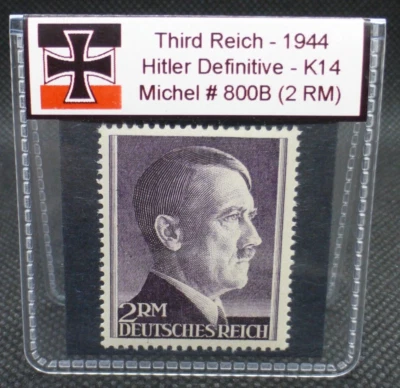 Third Reich - 1944
Hitler Definitive - K14
Michel # 800B (2 RM)
2RM
DEUTSCHES REICH